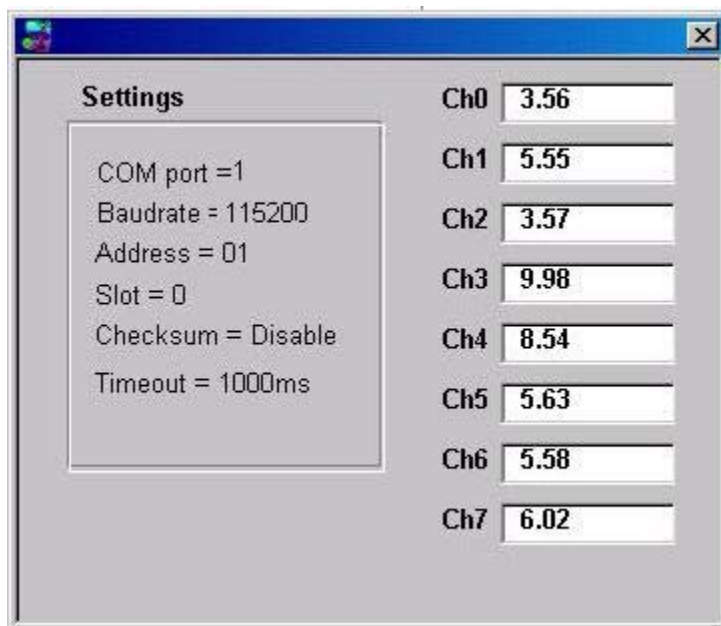 Settings
COM port =1
Baudrate = 115200
Address = 01
Slot = 0
Checksum = Disable
Timeout = 1000ms
Ch0 3.56
Ch1 5.55
Ch2 3.57
Ch3 9.98
Ch4 8.54
Ch5 5.63
Ch6 5.58
Ch7 6.02